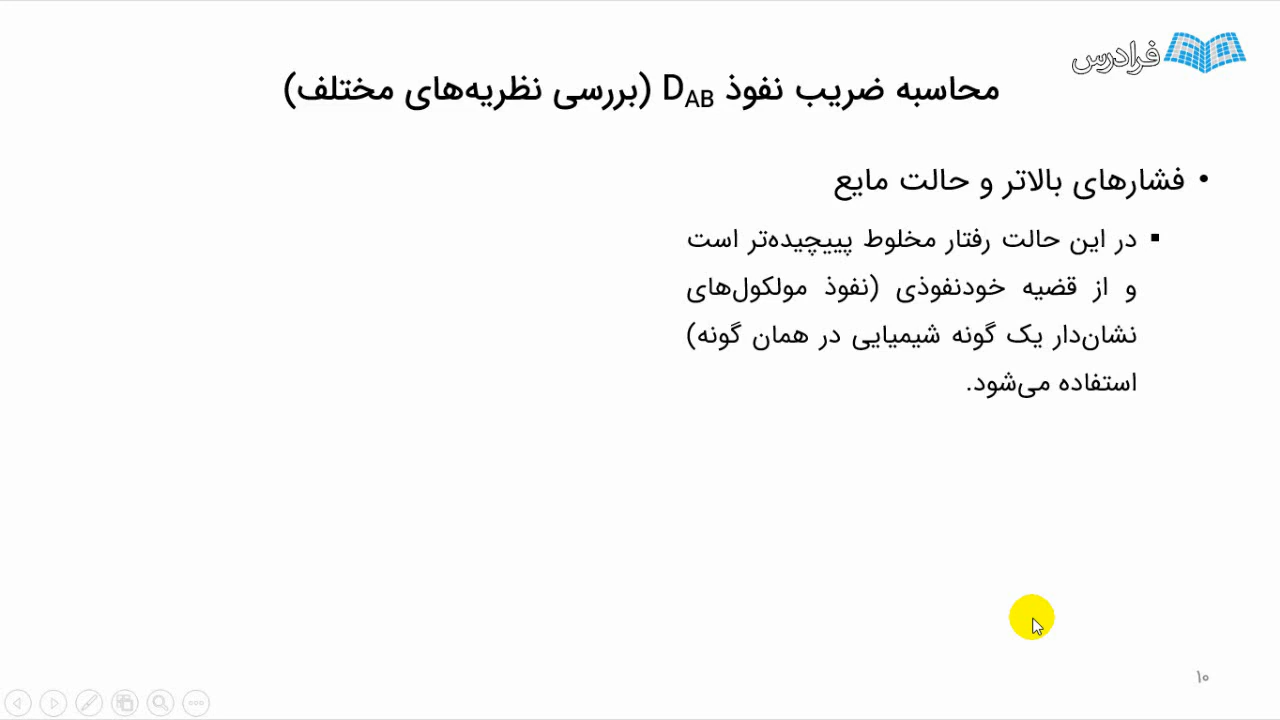 فرادرس
محاسبه ضریب نفوذ DAB (بررسی نظریه‌های مختلف)
• فشارهای بالاتر و حالت مایع
▪ در این حالت رفتار مخلوط پییچیده‌تر است
و از قضیه خودنفوذی (نفوذ مولکول‌های
نشان‌دار یک گونه شیمیایی در همان گونه)
استفاده می‌شود.
۱۰